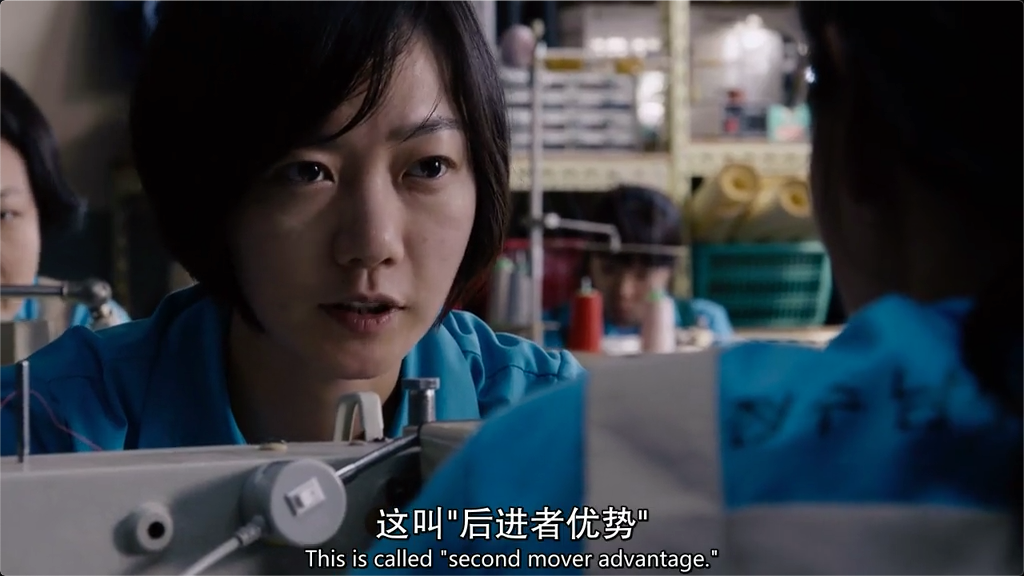 这叫"后进者优势"
This is called "second mover advantage."